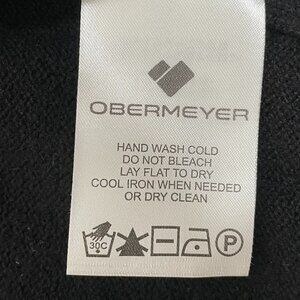 OBERMEYER
HAND WASH COLD
DO NOT BLEACH
LAY FLAT TO DRY
COOL IRON WHEN NEEDED
OR DRY CLEAN
30C P